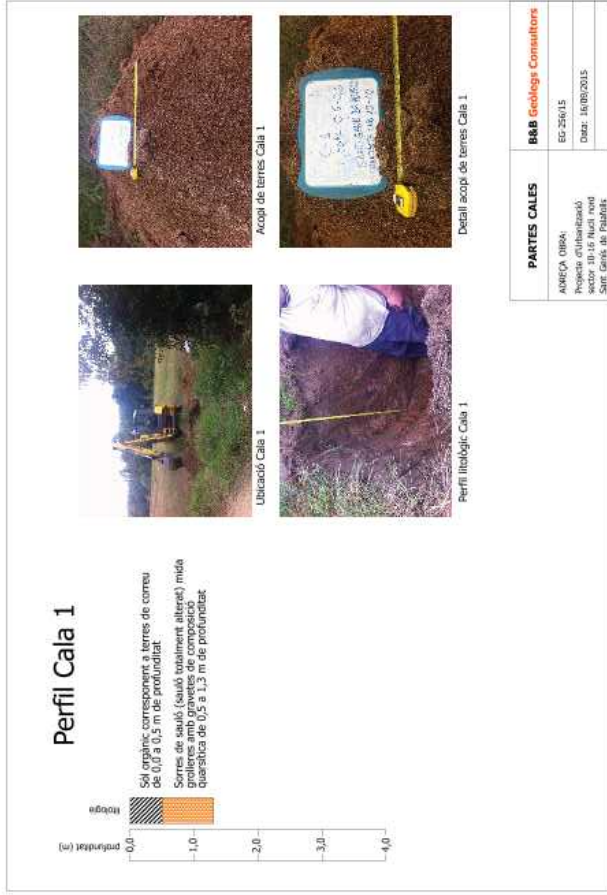 Perfil Cala 1
profunditat (m)
litologia
0,0
1,0
2,0
3,0
4,0
Sòl orgànic corresponent a terres de correu
de 0,0 a 0,5 m de profunditat
Sorres de sauló (sauló totalment alterat) mida
grolleres amb gravetes de composició
quarsítica de 0,5 a 1,3 m de profunditat
Ubicació Cala 1
Acopi de terres Cala 1
Perfil litològic Cala 1
Detall acopi de terres Cala 1
PARTES CALES
B&B Geòlegs Consultors
ADREÇA OBRA:
Projecte d'Urbanització
sector 10-16 Nucli nord
Sant Genís de Palafolls
EG-256/15
Data: 16/09/2015